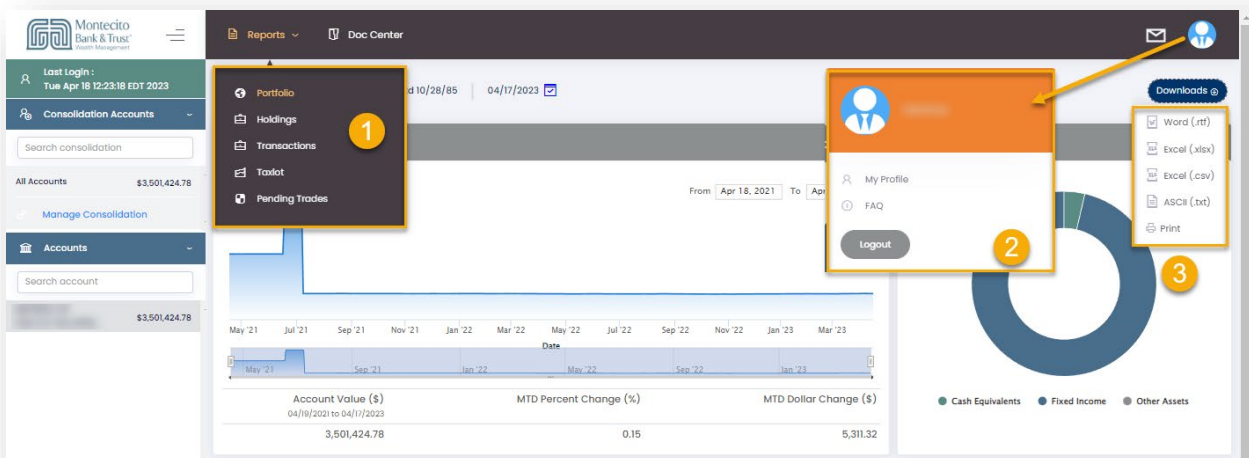 Montecito
Bank & Trust
Wealth Management
Reports
Doc Center
Last Login :
Tue Apr 18 12:23:18 EDT 2023
Consolidation Accounts
Search consolidation
All Accounts $3,501,424.78
Manage Consolidation
Accounts
Search account
$3,501,424.78
Portfolio
Holdings
Transactions
Taxlot
Pending Trades
1
10/28/85 04/17/2023
From Apr 18, 2021 To
My Profile
FAQ
Logout
2
Downloads
Word (.rtf)
Excel (.xlsx)
Excel (.csv)
ASCII (.txt)
Print
3
May '21 Jul '21 Sep '21 Nov '21 Jan '22 Mar '22 May '22 Jul '22 Sep '22 Nov '22 Jan '23 Mar '23
Date
May '21 Sep '21 Jan '22 May '22 Sep '22 Jan '23
Account Value ($) MTD Percent Change (%) MTD Dollar Change ($)
04/19/2021 to 04/17/2023
3,501,424.78 0.15 5,311.32
Cash Equivalents Fixed Income Other Assets